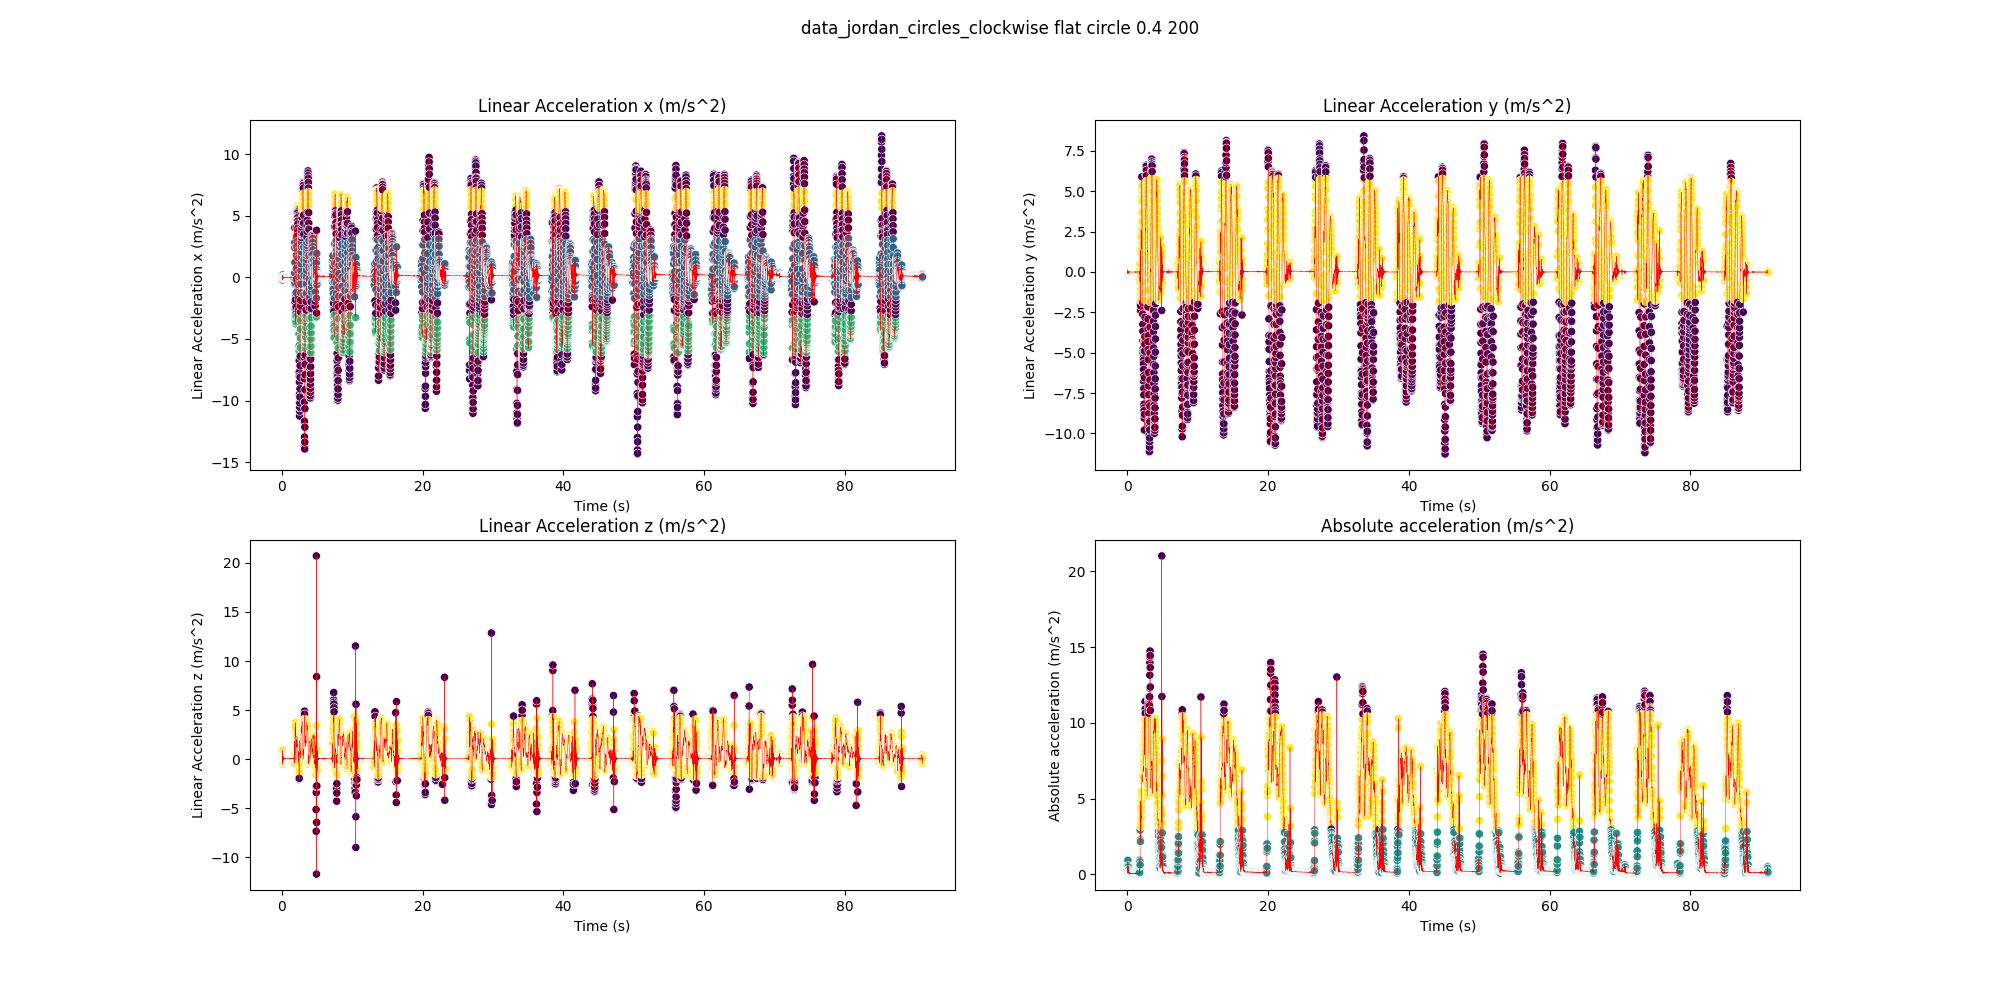 data_jordan_circles_clockwise flat circle 0.4 200
Linear Acceleration x (m/s^2)
Linear Acceleration x (m/s^2)
10
5
0
−5
−10
−15
0 20 40 60 80
Time (s)
Linear Acceleration y (m/s^2)
Linear Acceleration y (m/s^2)
7.5
5.0
2.5
0.0
−2.5
−5.0
−7.5
−10.0
0 20 40 60 80
Time (s)
Linear Acceleration z (m/s^2)
Linear Acceleration z (m/s^2)
20
15
10
5
0
−5
−10
0 20 40 60 80
Time (s)
Absolute acceleration (m/s^2)
Absolute acceleration (m/s^2)
20
15
10
5
0
0 20 40 60 80
Time (s)